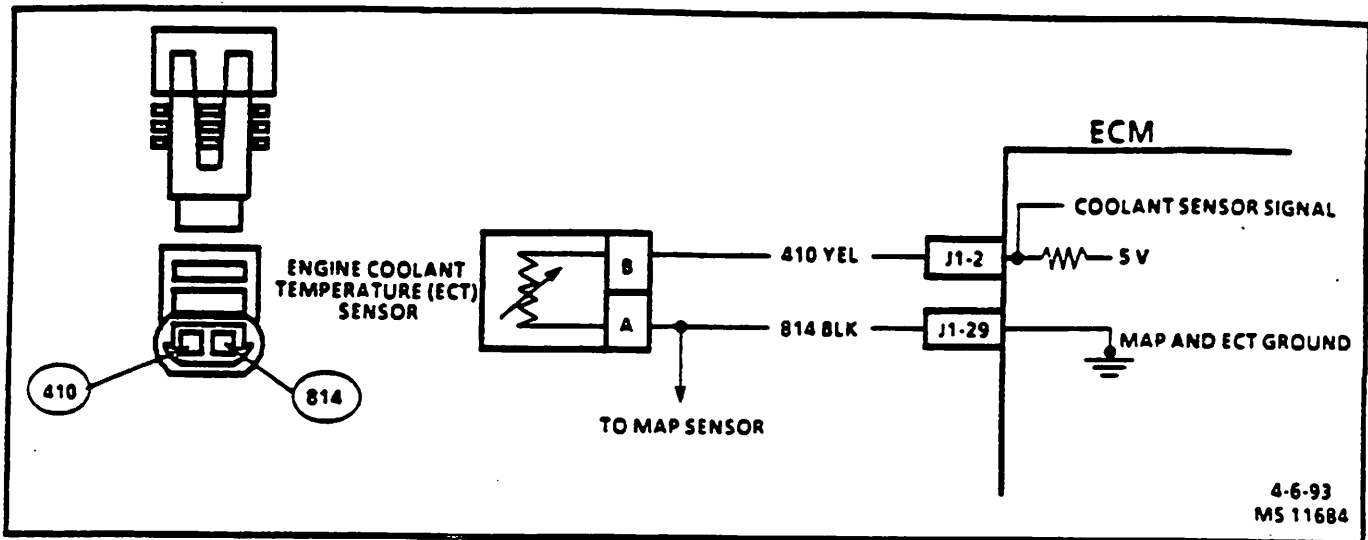 ECM
COOLANT SENSOR SIGNAL
ENGINE COOLANT
TEMPERATURE (ECT)
SENSOR
B
410 YEL
J1-2
5 V
A
814 BLK
J1-29
MAP AND ECT GROUND
410
814
TO MAP SENSOR
4-6-93
MS 11684